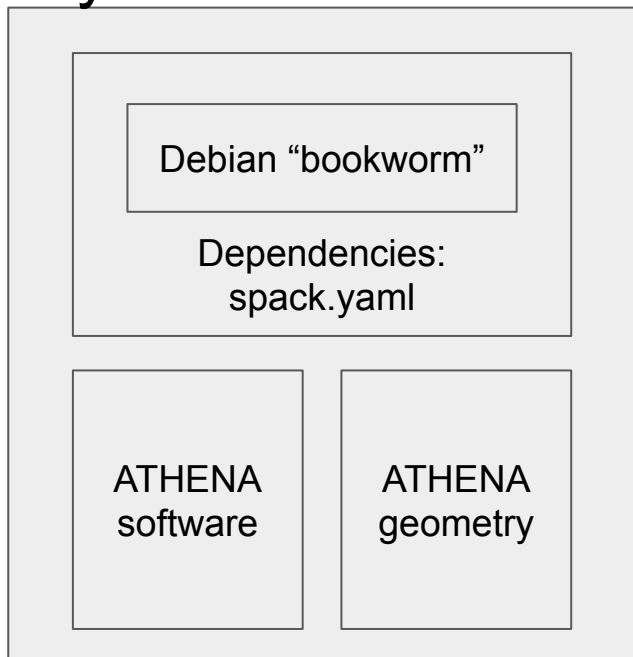 Debian “bookworm”
Dependencies:
spack.yaml
ATHENA
software
ATHENA
geometry